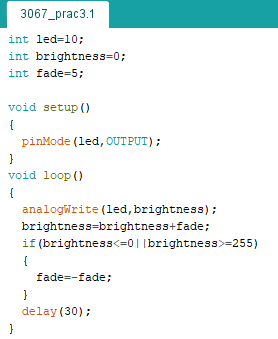 3067_prac3.1
int led=10;
int brightness=0;
int fade=5;

void setup()
{
  pinMode(led,OUTPUT);
}
void loop()
{
  analogWrite(led,brightness);
  brightness=brightness+fade;
  if(brightness<=0||brightness>=255)
  {
    fade=-fade;
  }
  delay(30);
}